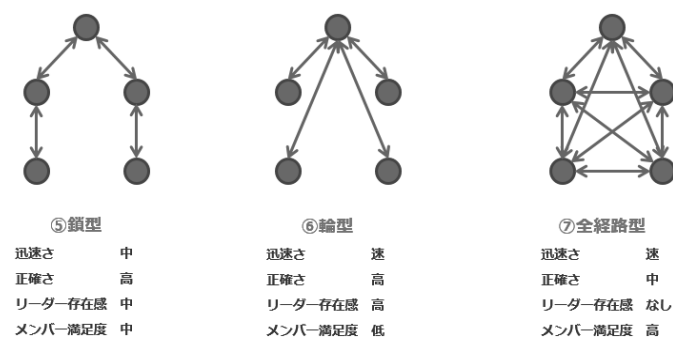 ⑤鎖型
迅速さ 中
正確さ 高
リーダー存在感 中
メンバー満足度 中
⑥輪型
迅速さ 速
正確さ 高
リーダー存在感 高
メンバー満足度 低
⑦全経路型
迅速さ 速
正確さ 中
リーダー存在感 なし
メンバー満足度 高